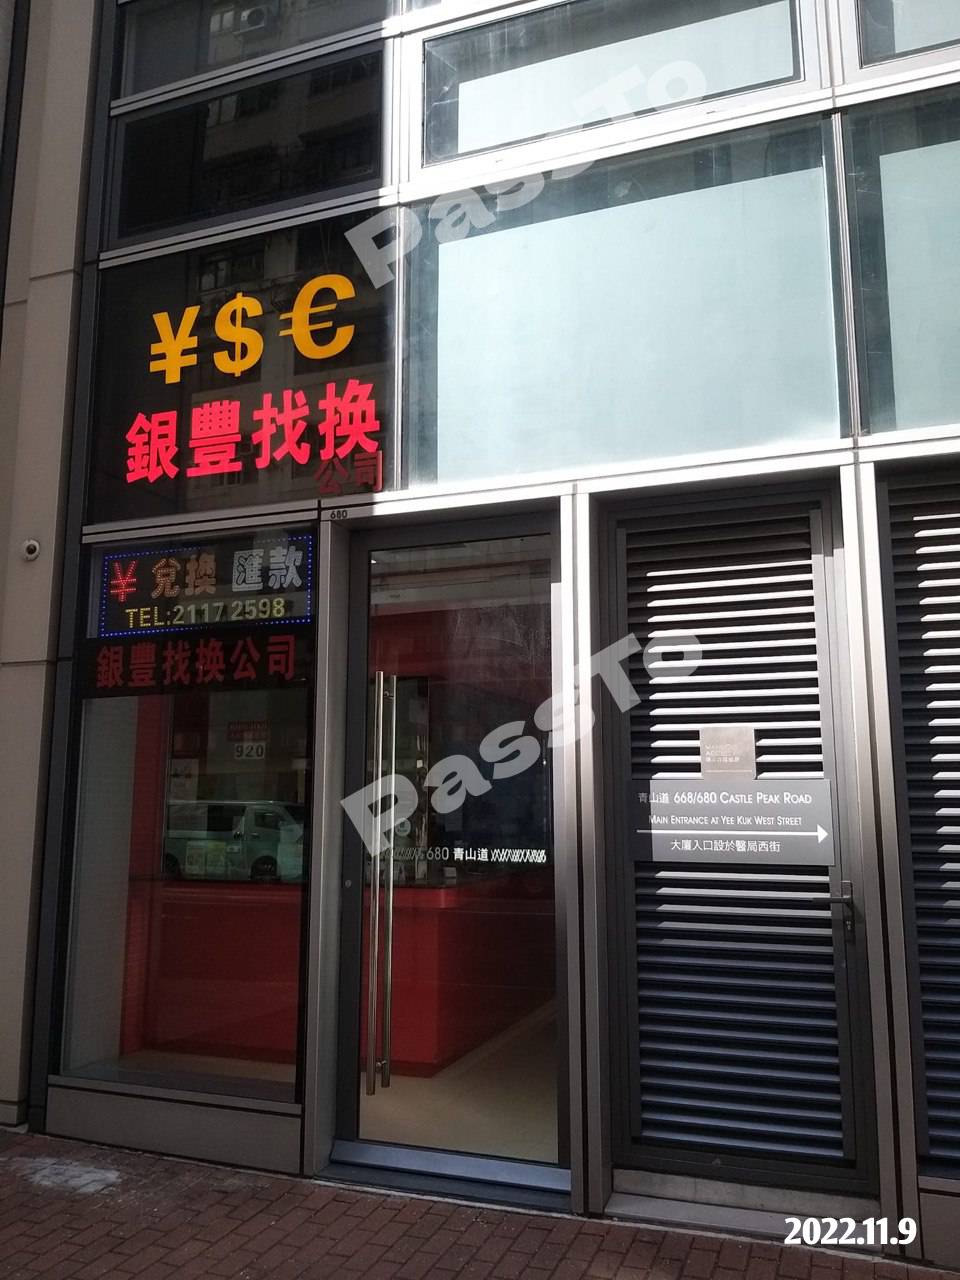 PassTo
¥$€
銀豐找换
公司
680
¥ 兌換 匯款
TEL:2117 2598
銀豐找换公司
920
PassTo
680 青山道
青山道 668/680 CASTLE PEAK ROAD
MAIN ENTRANCE AT YEE KUK WEST STREET
大廈入口設於醫局西街
2022.11.9